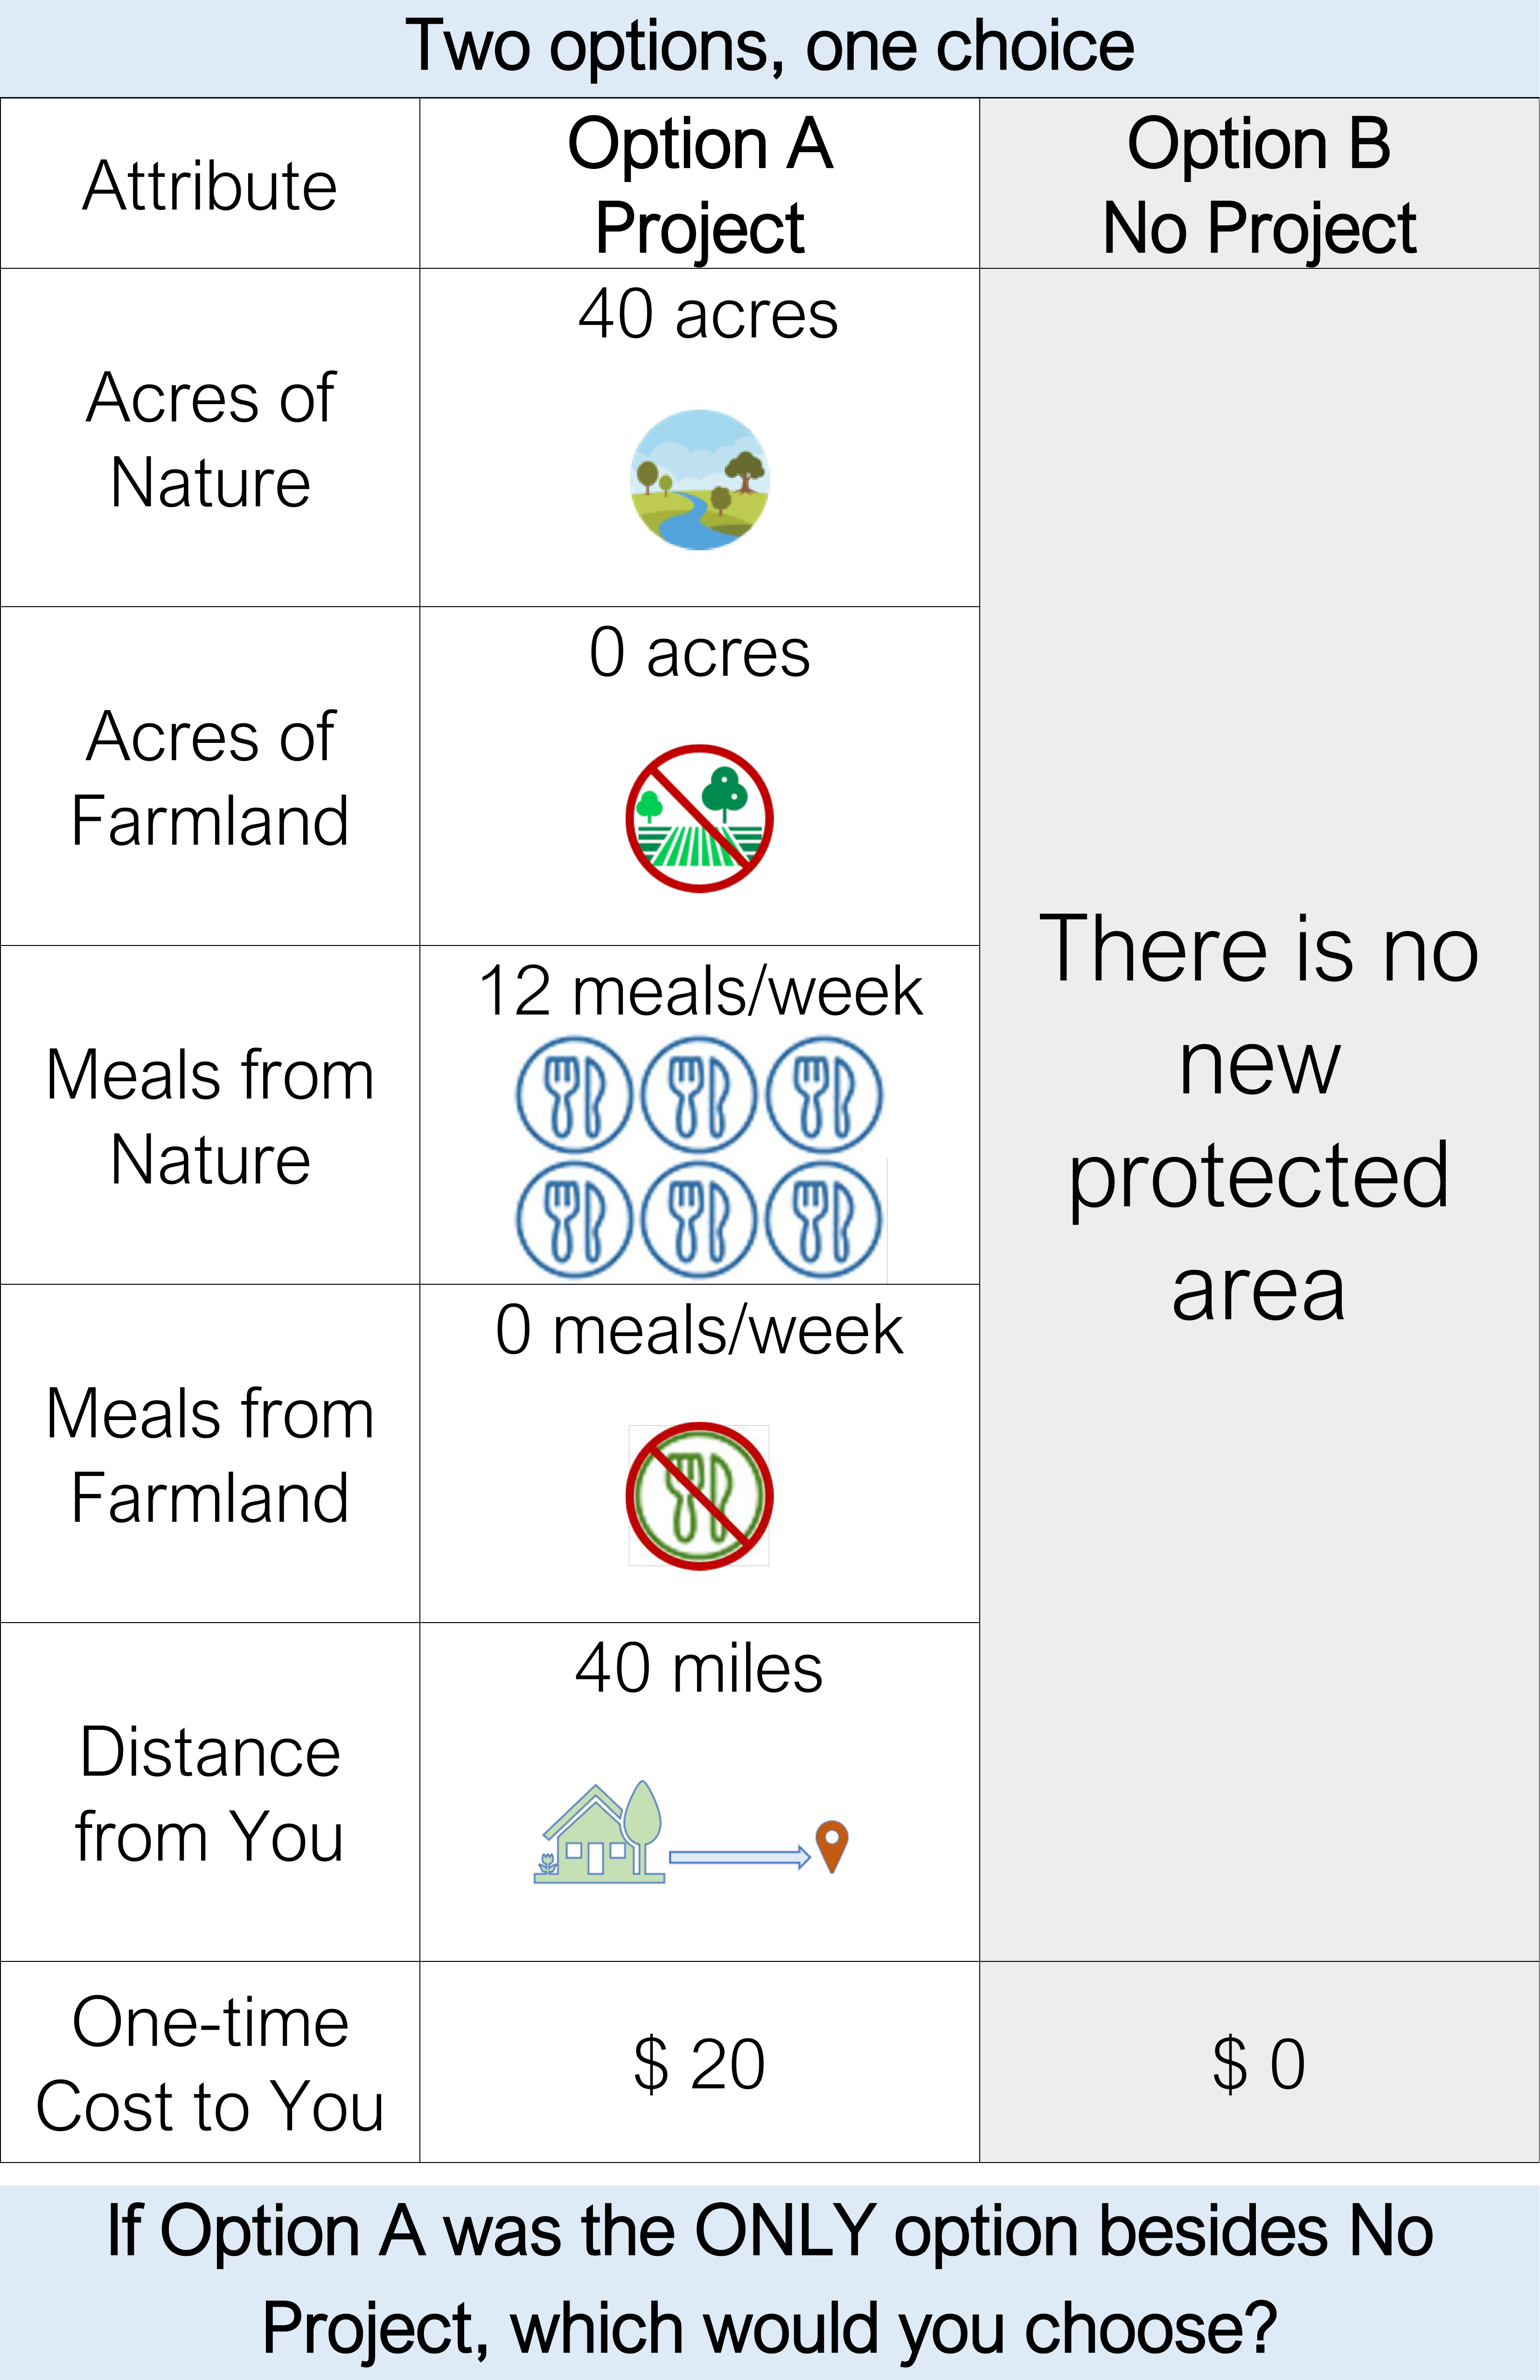 Two options, one choice
Attribute
Option A
Project
Option B
No Project
Acres of
Nature
40 acres
Acres of
Farmland
0 acres
Meals from
Nature
12 meals/week
Meals from
Farmland
0 meals/week
Distance
from You
40 miles
There is no
new
protected
area
One-time
Cost to You
$ 20
$ 0
If Option A was the ONLY option besides No
Project, which would you choose?